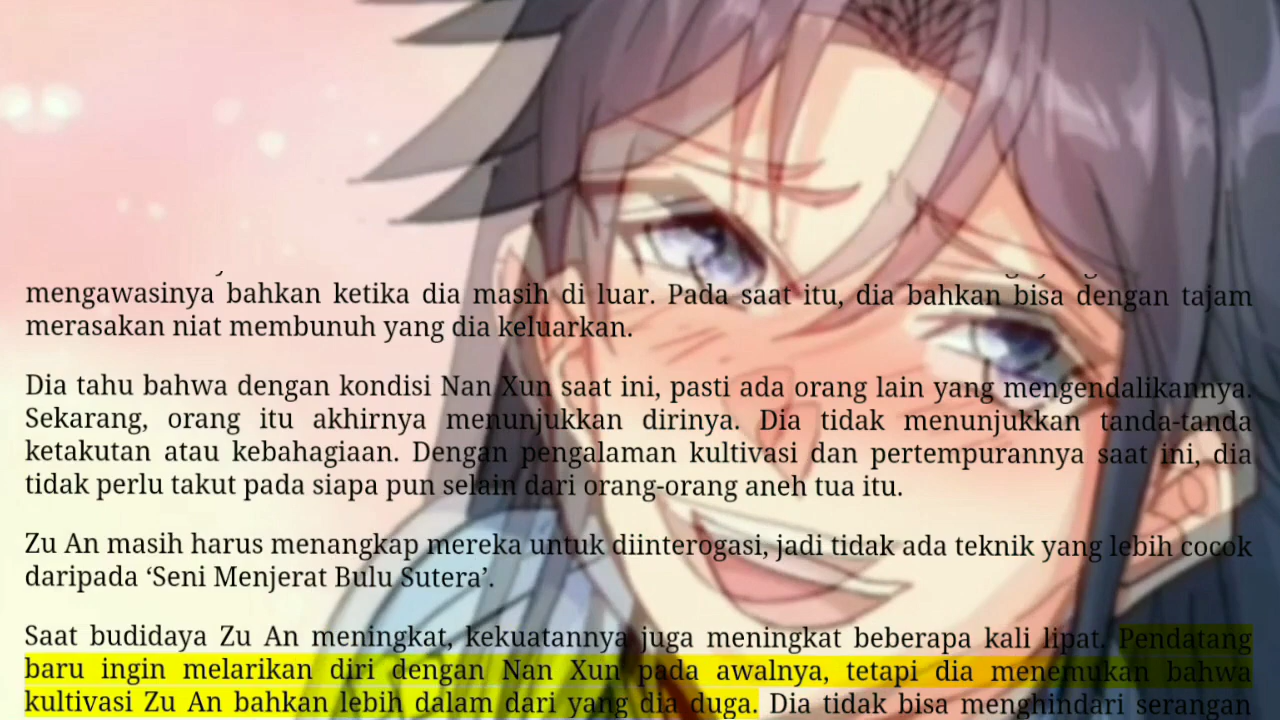 mengawasinya bahkan ketika dia masih di luar. Pada saat itu, dia bahkan bisa dengan tajam
merasakan niat membunuh yang dia keluarkan.
Dia tahu bahwa dengan kondisi Nan Xun saat ini, pasti ada orang lain yang mengendalikannya.
Sekarang, orang itu akhirnya menunjukkan dirinya. Dia tidak menunjukkan tanda-tanda
ketakutan atau kebahagiaan. Dengan pengalaman kultivasi dan pertempurannya saat ini, dia
tidak perlu takut pada siapa pun selain dari orang-orang aneh tua itu.
Zu An masih harus menangkap mereka untuk diinterogasi, jadi tidak ada teknik yang lebih cocok
daripada ‘Seni Menjerat Bulu Sutera’.
Saat budidaya Zu An meningkat, kekuatannya juga meningkat beberapa kali lipat. Pendatang
baru ingin melarikan diri dengan Nan Xun pada awalnya, tetapi dia menemukan bahwa
kultivasi Zu An bahkan lebih dalam dari yang dia duga. Dia tidak bisa menghindari serangan